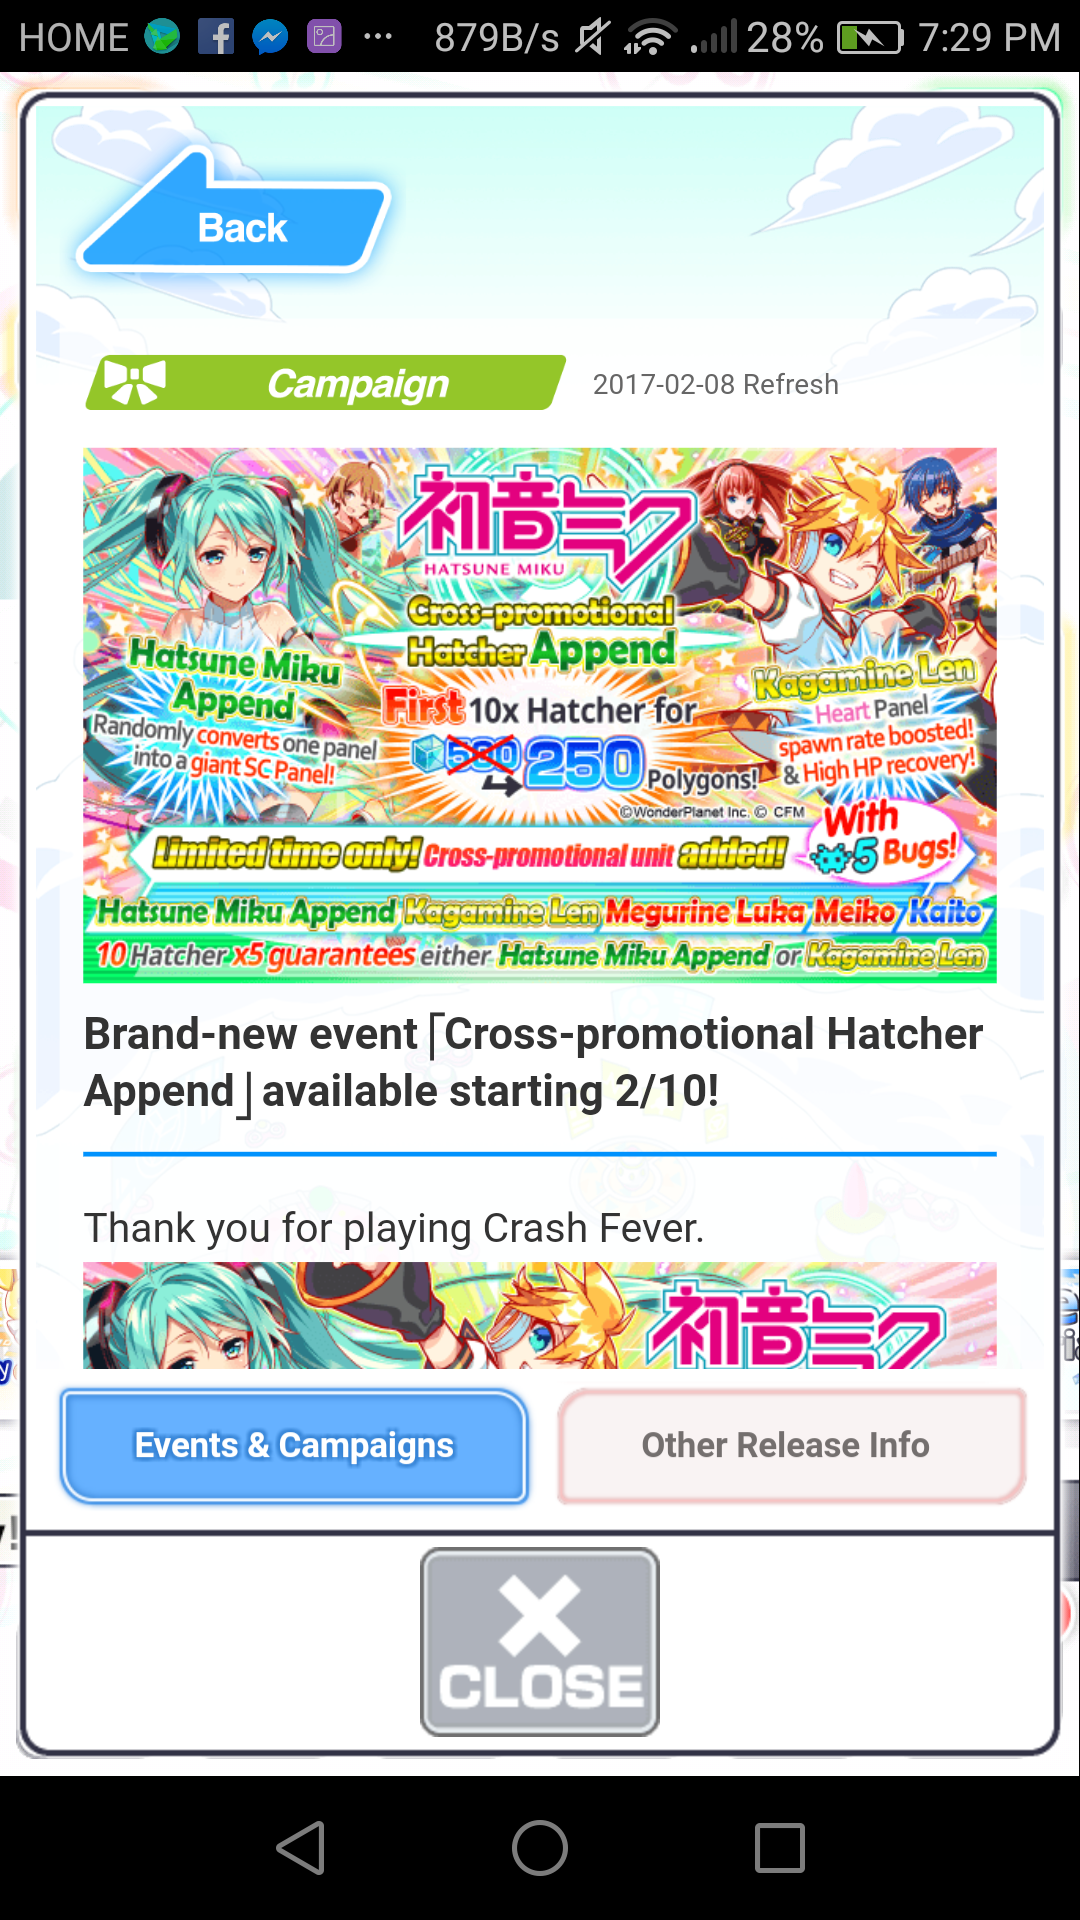 HOME 879B/s 28% 7:29 PM
Back
Campaign 2017-02-08 Refresh
初音ミク
HATSUNE MIKU
Cross-promotional
Hatcher Append
Hatsune Miku
Append
Randomly converts one panel
into a giant SC Panel!
First 10x Hatcher for
500 250 Polygons!
Kagamine Len
Heart Panel
spawn rate boosted!
& High HP recovery!
©WonderPlanet Inc. © CFM
Limited time only! Cross-promotional unit added!
With
5 Bugs!
Hatsune Miku Append Kagamine Len Megurine Luka Meiko Kaito
10 Hatcher x5 guarantees either Hatsune Miku Append or Kagamine Len
Brand-new event「Cross-promotional Hatcher
Append」available starting 2/10!
Thank you for playing Crash Fever.
初音ミク
Events & Campaigns
Other Release Info
CLOSE